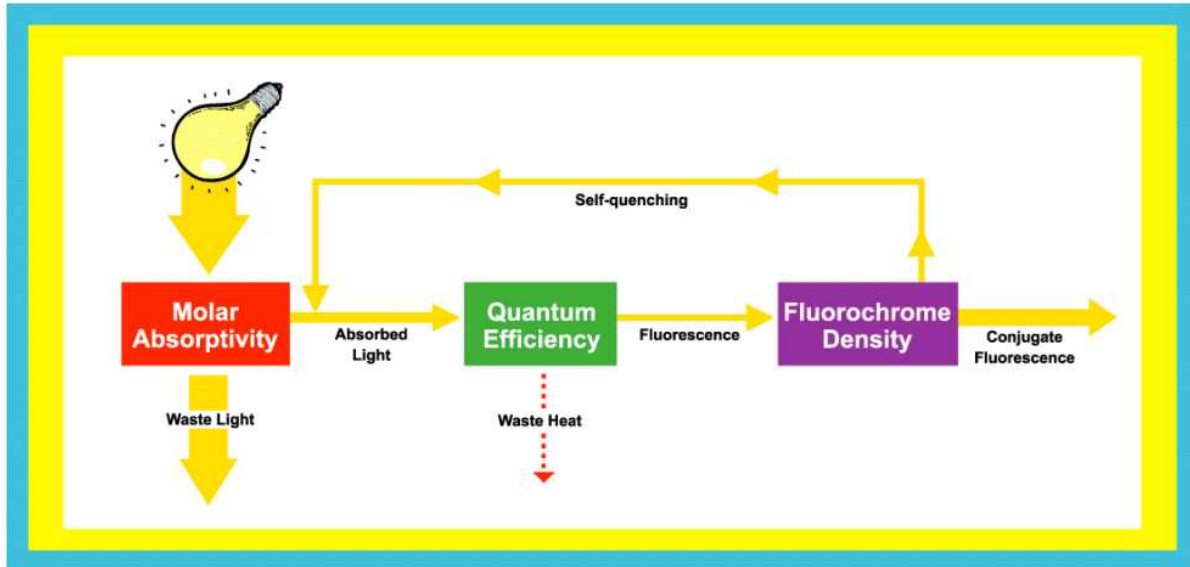 Self-quenching
Molar
Absorptivity
Absorbed
Light
Quantum
Efficiency
Fluorescence
Fluorochrome
Density
Conjugate
Fluorescence
Waste Light
Waste Heat